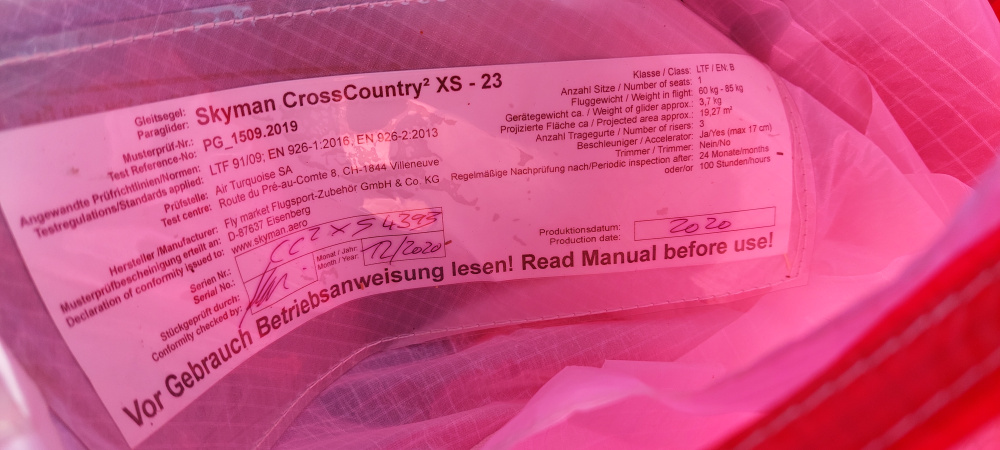 Gleitsegel: Skyman CrossCountry² XS - 23
Paraglider:
Musterprüf-Nr.: PG_1509.2019
Test Reference-No:
Angewandte Prüfrichtlinien/Normen: LTF 91/09; EN 926-1:2016, EN 926-2:2013
Testregulations/Standards applied:
Prüfstelle: Air Turquoise SA
Test centre: Route du Pré-au-Comte 8, CH-1844 Villeneuve
Hersteller/Manufacturer: Fly market Flugsport-Zubehör GmbH & Co. KG
Musterprüfbescheinigung erteilt an: D-87637 Eisenberg
Declaration of conformity issued to: www.skyman.aero
Serien Nr.: CC2XS4393
Serial No.:
Stückgeprüft durch: Monat / Jahr: 12/2020
Conformity checked by: Month / Year:
Klasse / Class: LTF / EN: B
Anzahl Sitze / Number of seats: 1
Fluggewicht / Weight in flight: 60 kg - 85 kg
Gerätegewicht ca. / Weight of glider approx.: 3,7 kg
Projizierte Fläche ca / Projected area approx.: 19,27 m²
Anzahl Tragegurte / Number of risers: 3
Beschleuniger / Accelerator: Ja/Yes (max 17 cm)
Trimmer / Trimmer: Nein/No
Regelmäßige Nachprüfung nach/Periodic inspection after: 24 Monate/months
oder/or 100 Stunden/hours
Produktionsdatum: 2020
Production date:
Vor Gebrauch Betriebsanweisung lesen! Read Manual before use!